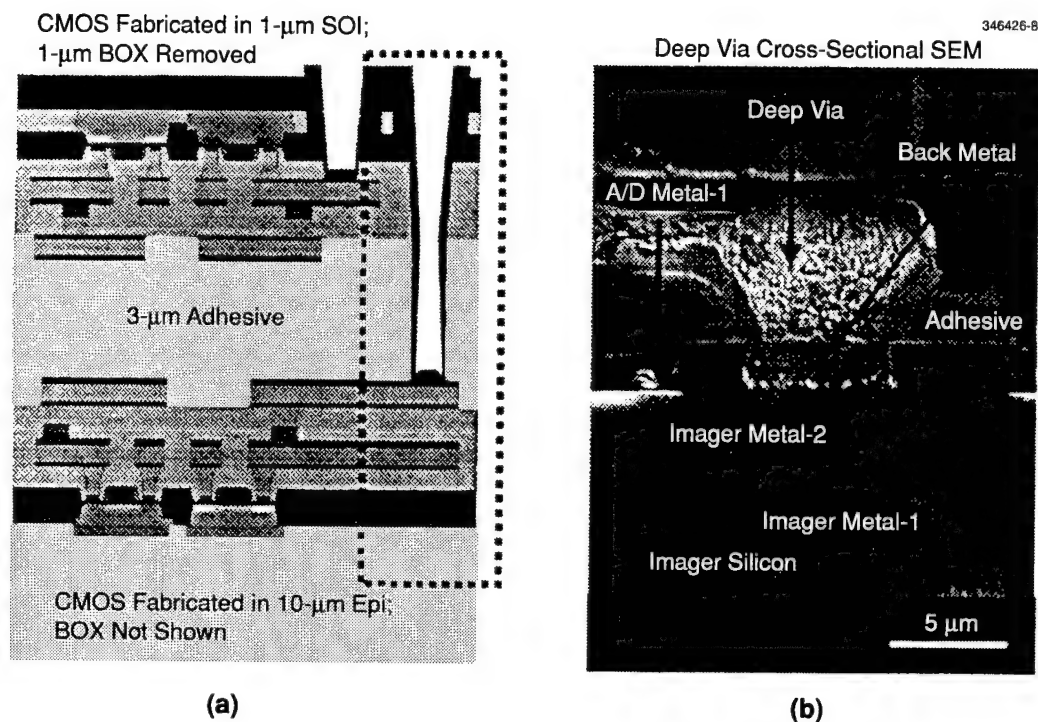 CMOS Fabricated in 1-μm SOI;
1-μm BOX Removed
3-μm Adhesive
CMOS Fabricated in 10-μm Epi;
BOX Not Shown
(a)
346426-8
Deep Via Cross-Sectional SEM
Deep Via
Back Metal
A/D Metal-1
Adhesive
Imager Metal-2
Imager Metal-1
Imager Silicon
5 μm
(b)